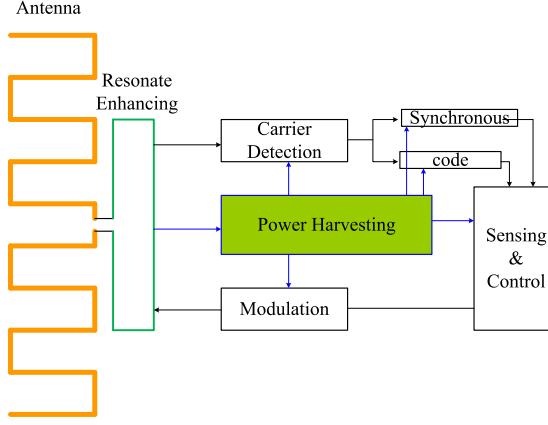 Antenna
Resonate
Enhancing
Carrier
Detection
Synchronous
code
Power Harvesting
Sensing
&
Control
Modulation